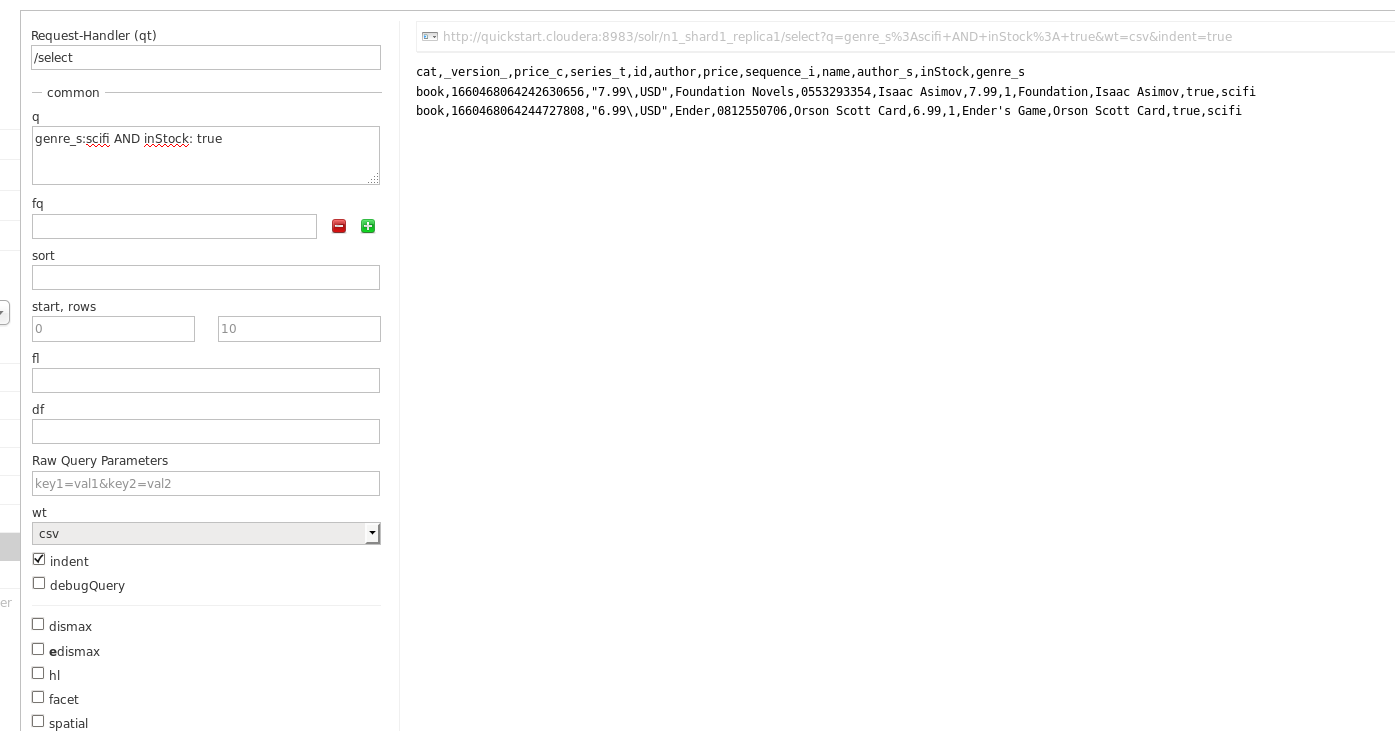 Request-Handler (qt)
/select
common
q
genre_s:scifi AND inStock: true
fq
sort
start, rows
0 10
fl
df
Raw Query Parameters
key1=val1&key2=val2
wt
csv
indent
debugQuery
dismax
edismax
hl
facet
spatial
er
http://quickstart.cloudera:8983/solr/n1_shard1_replica1/select?q=genre_s%3Ascifi+AND+inStock%3A+true&wt=csv&indent=true
cat,_version_,price_c,series_t,id,author,price,sequence_i,name,author_s,inStock,genre_s
book,1660468064242630656,"7.99\,USD",Foundation Novels,0553293354,Isaac Asimov,7.99,1,Foundation,Isaac Asimov,true,scifi
book,1660468064244727808,"6.99\,USD",Ender,0812550706,Orson Scott Card,6.99,1,Ender's Game,Orson Scott Card,true,scifi